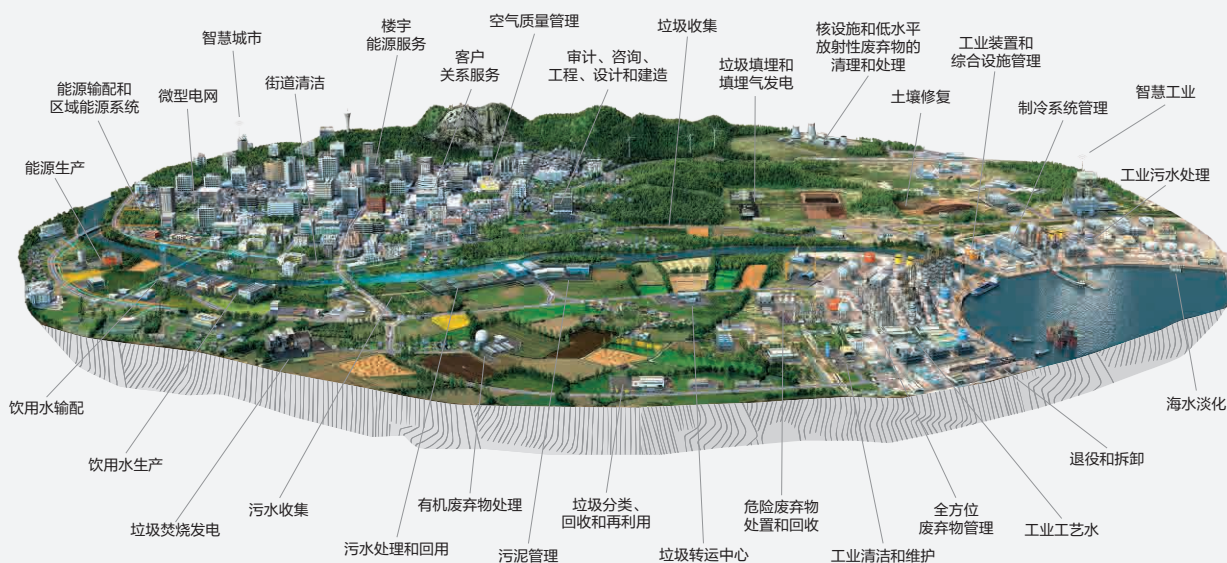 智慧城市
楼宇
能源服务
空气质量管理
垃圾收集
核设施和低水平
放射性废弃物的
清理和处理
工业装置和
综合设施管理
能源输配和
区域能源系统
微型电网
街道清洁
客户
关系服务
审计、咨询、
工程、设计和建造
垃圾填埋和
填埋气发电
土壤修复
制冷系统管理
智慧工业
能源生产
工业污水处理
饮用水输配
海水淡化
饮用水生产
退役和拆卸
垃圾焚烧发电
污水收集
污水处理和回用
有机废弃物处理
污泥管理
垃圾分类、
回收和再利用
垃圾转运中心
危险废弃物
处置和回收
工业清洁和维护
全方位
废弃物管理
工业工艺水